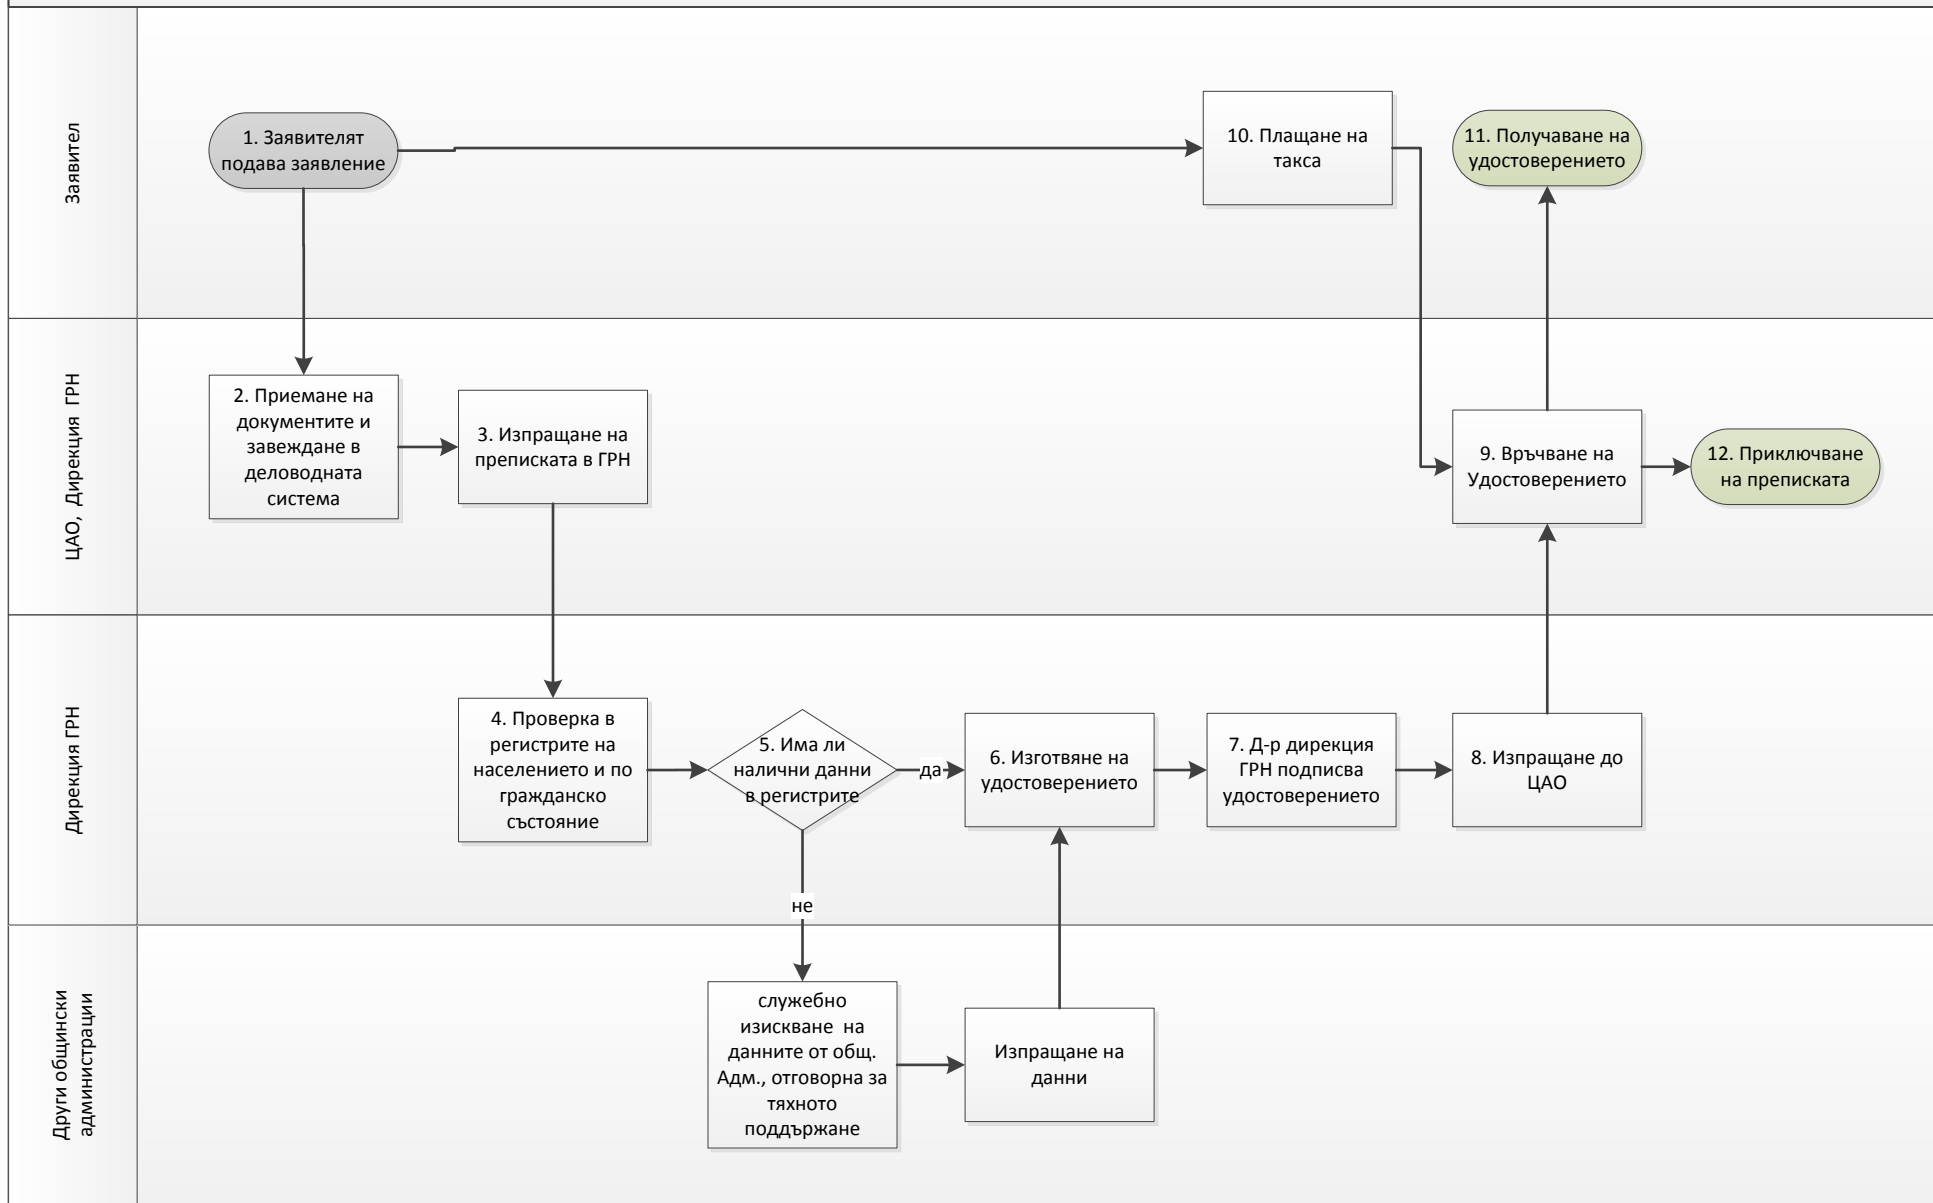 Заявител
1. Заявителят
подава заявление
10. Плащане на
такса
11. Получаване на
удостоверението
ЦАО, Дирекция ГРН
2. Приемане на
документите и
завеждане в
деловодната
система
3. Изпращане на
преписката в ГРН
9. Връчване на
Удостоверението
12. Приключване
на преписката
Дирекция ГРН
4. Проверка в
регистрите на
населението и по
гражданско
състояние
5. Има ли
налични данни
в регистрите
да
6. Изготвяне на
удостоверението
7. Д-р дирекция
ГРН подписва
удостоверението
8. Изпращане до
ЦАО
не
Други общински
администрации
служебно
изискване на
данните от общ.
Адм., отговорна за
тяхното
поддържане
Изпращане на
данни